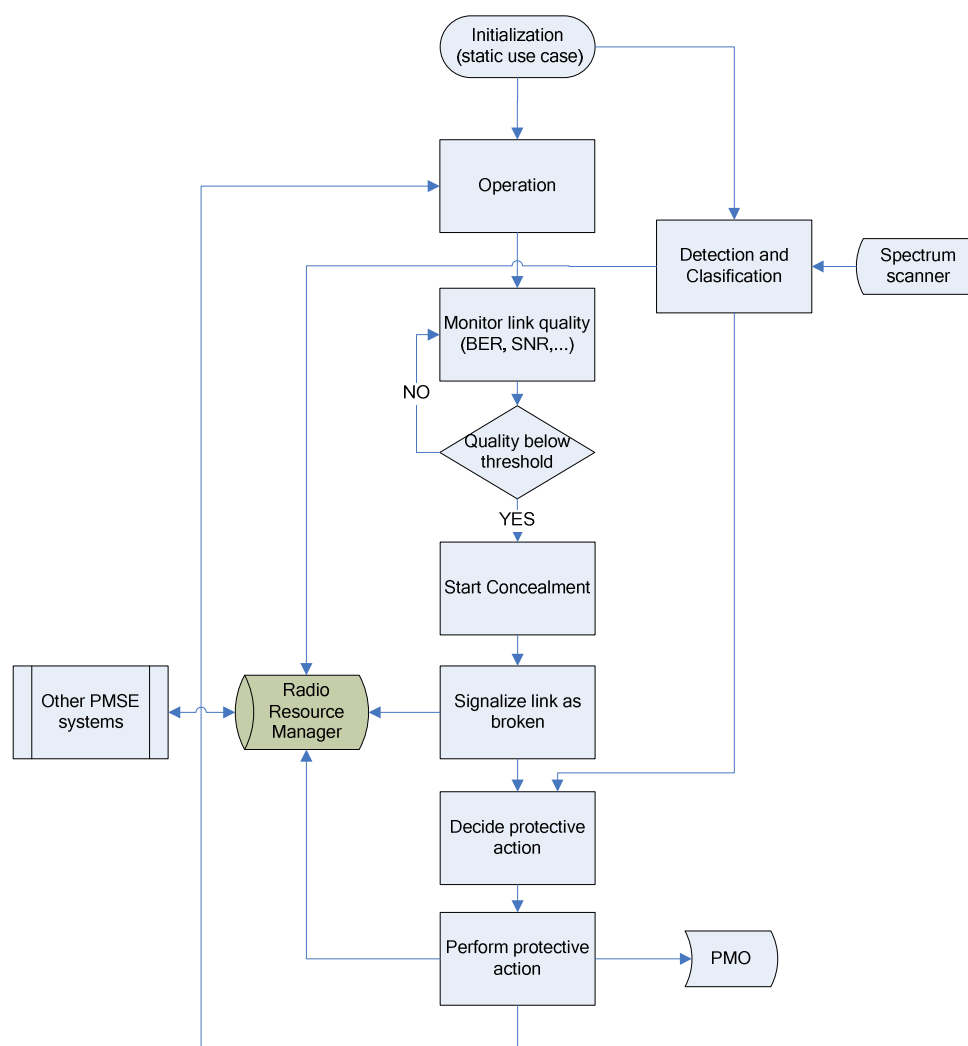 Initialization
(static use case)
Operation
Detection and
Clasification
Spectrum
scanner
Monitor link quality
(BER, SNR,...)
NO
Quality below
threshold
YES
Start Concealment
Other PMSE
systems
Radio
Resource
Manager
Signalize link as
broken
Decide protective
action
Perform protective
action
PMO